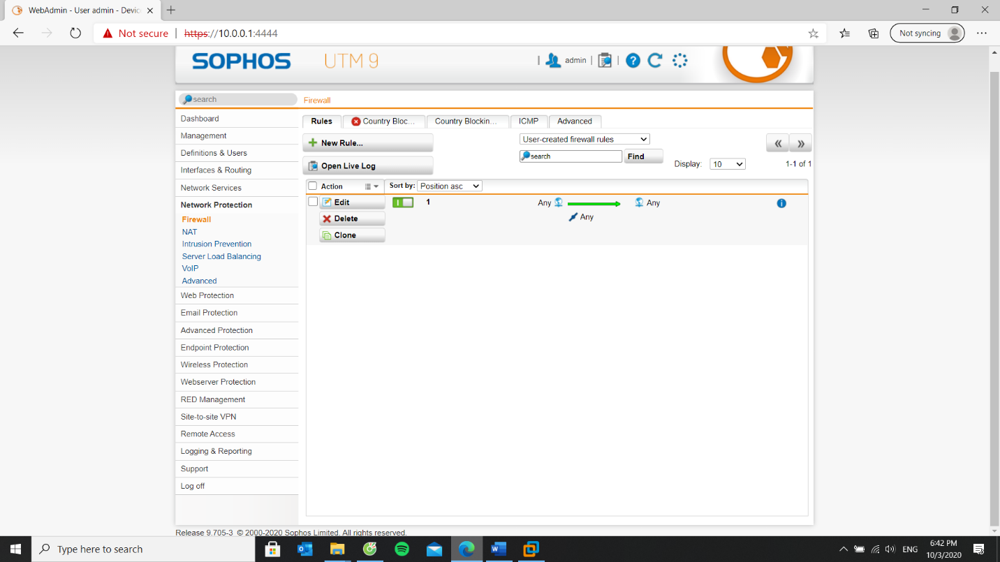 WebAdmin - User admin - Devic
Not secure
https://10.0.0.1:4444
Not syncing
SOPHOS UTM 9
admin
search
Firewall
Dashboard
Management
Definitions & Users
Interfaces & Routing
Network Services
Network Protection
Firewall
NAT
Intrusion Prevention
Server Load Balancing
VoIP
Advanced
Web Protection
Email Protection
Advanced Protection
Endpoint Protection
Wireless Protection
Webserver Protection
RED Management
Site-to-site VPN
Remote Access
Logging & Reporting
Support
Log off
Rules
Country Bloc...
Country Blockin...
ICMP
Advanced
New Rule...
Open Live Log
User-created firewall rules
search
Find
Display: 10
1-1 of 1
Action
Sort by: Position asc
Edit
Delete
Clone
1
Any
Any
Any
Release 9.705-3 © 2000-2020 Sophos Limited. All rights reserved.
Type here to search
ENG
6:42 PM
10/3/2020